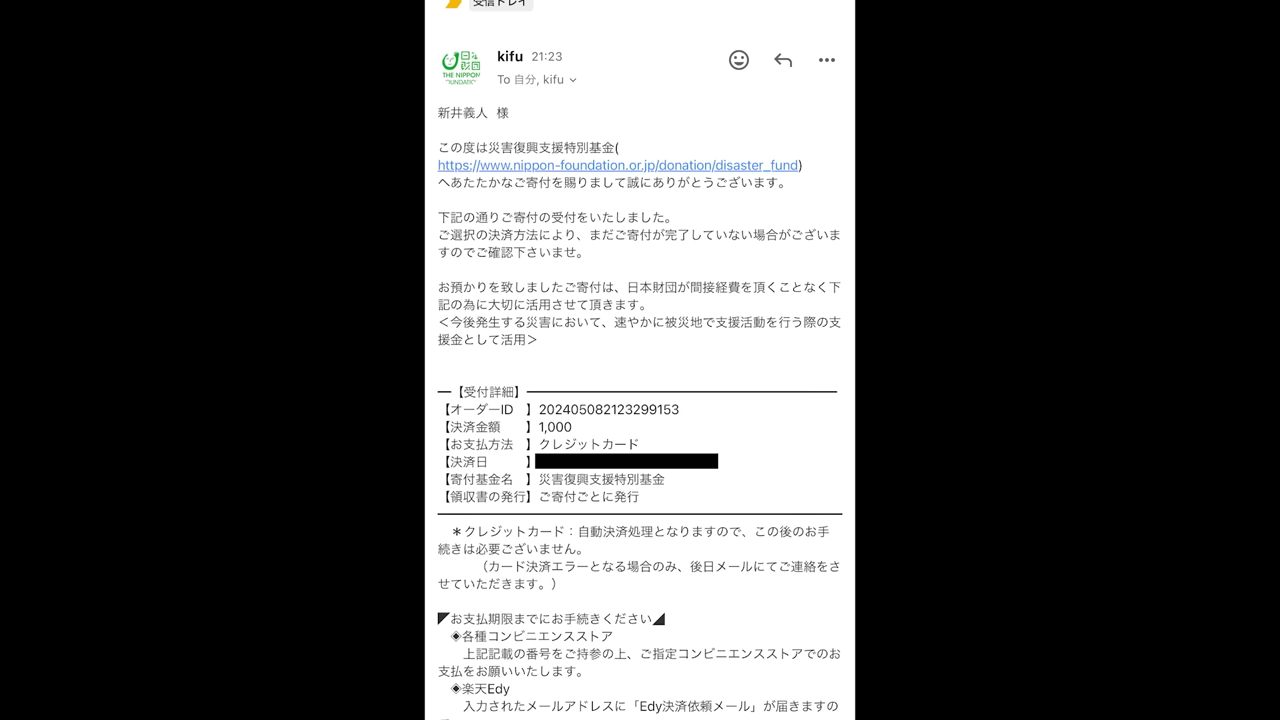 受信トレイ
日本財団
THE NIPPON
FOUNDATION
kifu 21:23
To 自分, kifu
新井義人 様
この度は災害復興支援特別基金(
https://www.nippon-foundation.or.jp/donation/disaster_fund)
へあたたかなご寄付を賜りまして誠にありがとうございます。
下記の通りご寄付の受付をいたしました。
ご選択の決済方法により、まだご寄付が完了していない場合がございま
すのでご確認下さいませ。
お預かりを致しましたご寄付は、日本財団が間接経費を頂くことなく下
記の為に大切に活用させて頂きます。
＜今後発生する災害において、速やかに被災地で支援活動を行う際の支
援金として活用＞
━【受付詳細】━━━━━━━━━━━━━━━━━━━━
【オーダーID 】202405082123299153
【決済金額 】1,000
【お支払方法 】クレジットカード
【決済日 】
【寄付基金名 】災害復興支援特別基金
【領収書の発行】ご寄付ごとに発行
＊クレジットカード：自動決済処理となりますので、この後のお手
続きは必要ございません。
（カード決済エラーとなる場合のみ、後日メールにてご連絡をさ
せていただきます。）
◤お支払期限までにお手続きください◢
◈各種コンビニエンスストア
上記記載の番号をご持参の上、ご指定コンビニエンスストアでのお
支払をお願いいたします。
◈楽天Edy
入力されたメールアドレスに「Edy決済依頼メール」が届きますの